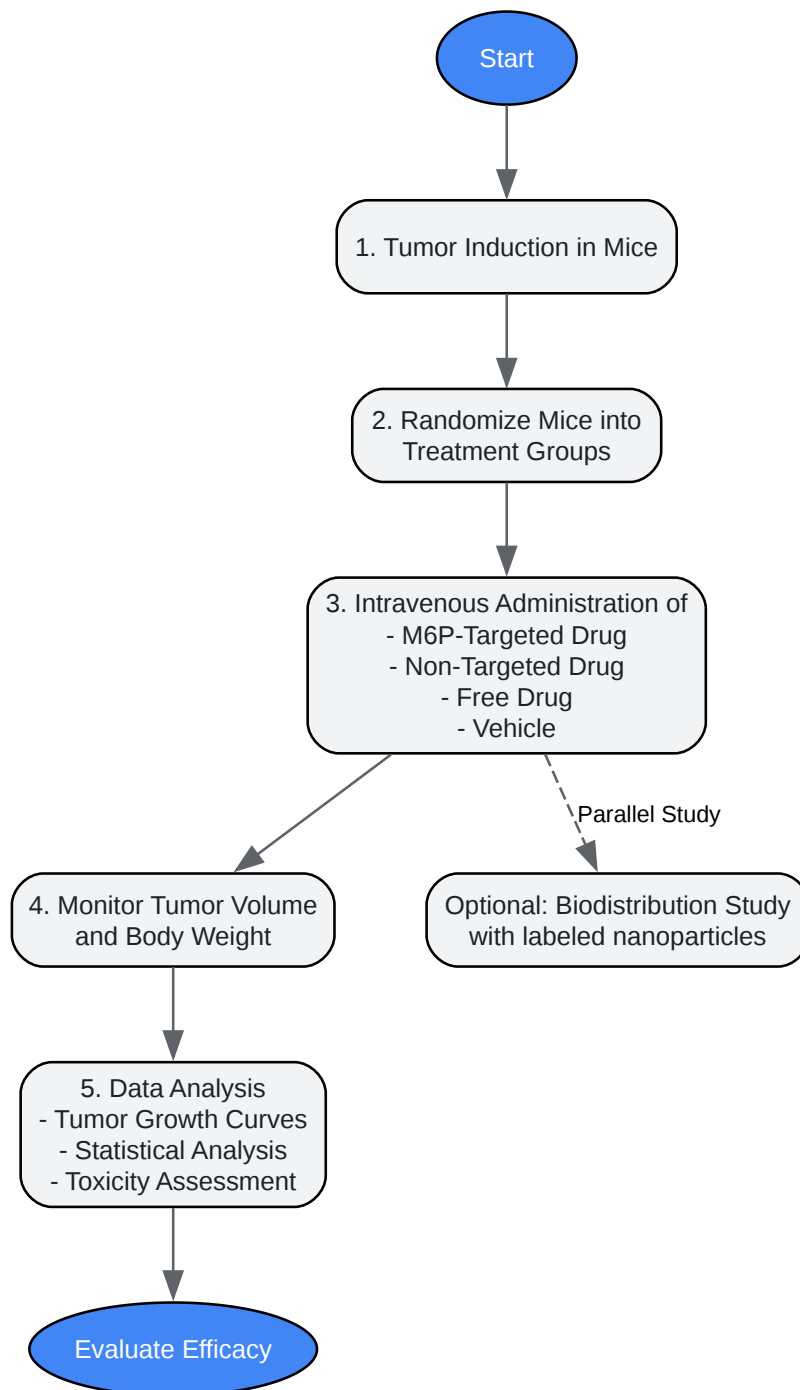 Start
1. Tumor Induction in Mice
2. Randomize Mice into
Treatment Groups
3. Intravenous Administration of
- M6P-Targeted Drug
- Non-Targeted Drug
- Free Drug
- Vehicle
Parallel Study
4. Monitor Tumor Volume
and Body Weight
Optional: Biodistribution Study
with labeled nanoparticles
5. Data Analysis
- Tumor Growth Curves
- Statistical Analysis
- Toxicity Assessment
Evaluate Efficacy